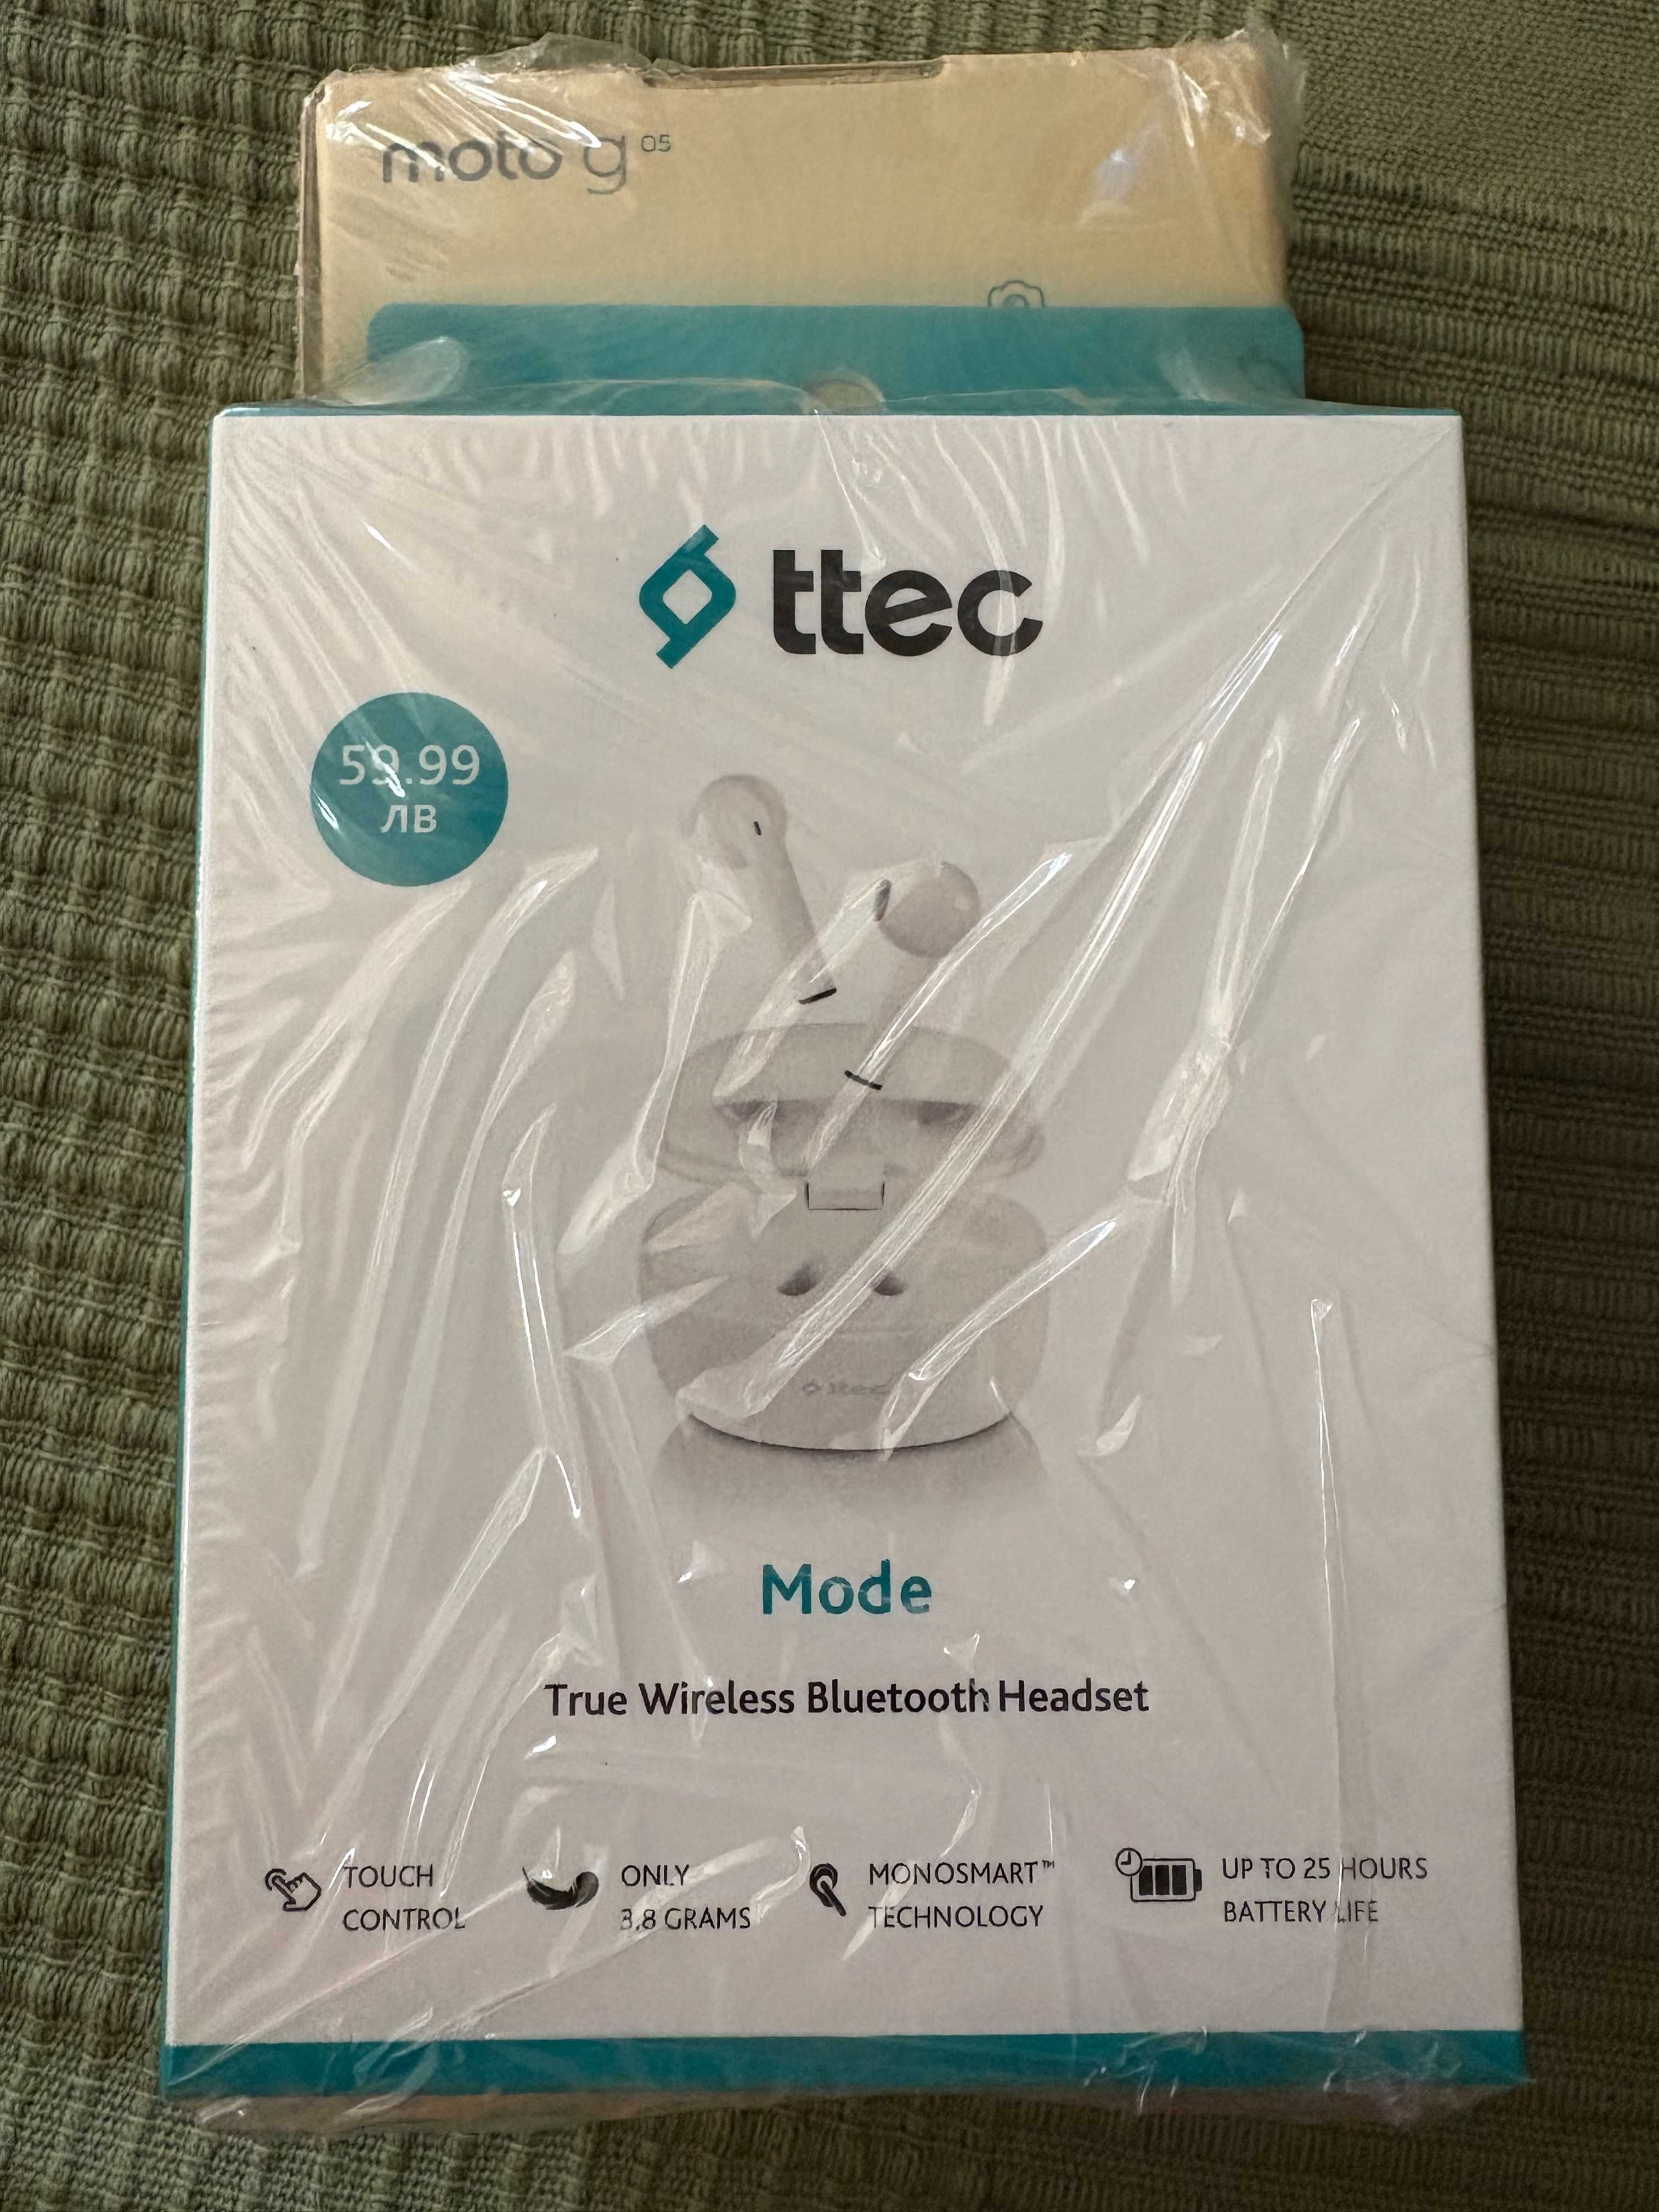 moto g 05
ttec
59.99
лв
ttec
Mode
True Wireless Bluetooth Headset
TOUCH
CONTROL
ONLY
3,8 GRAMS
MONOSMART™
TECHNOLOGY
UP TO 25 HOURS
BATTERY LIFE